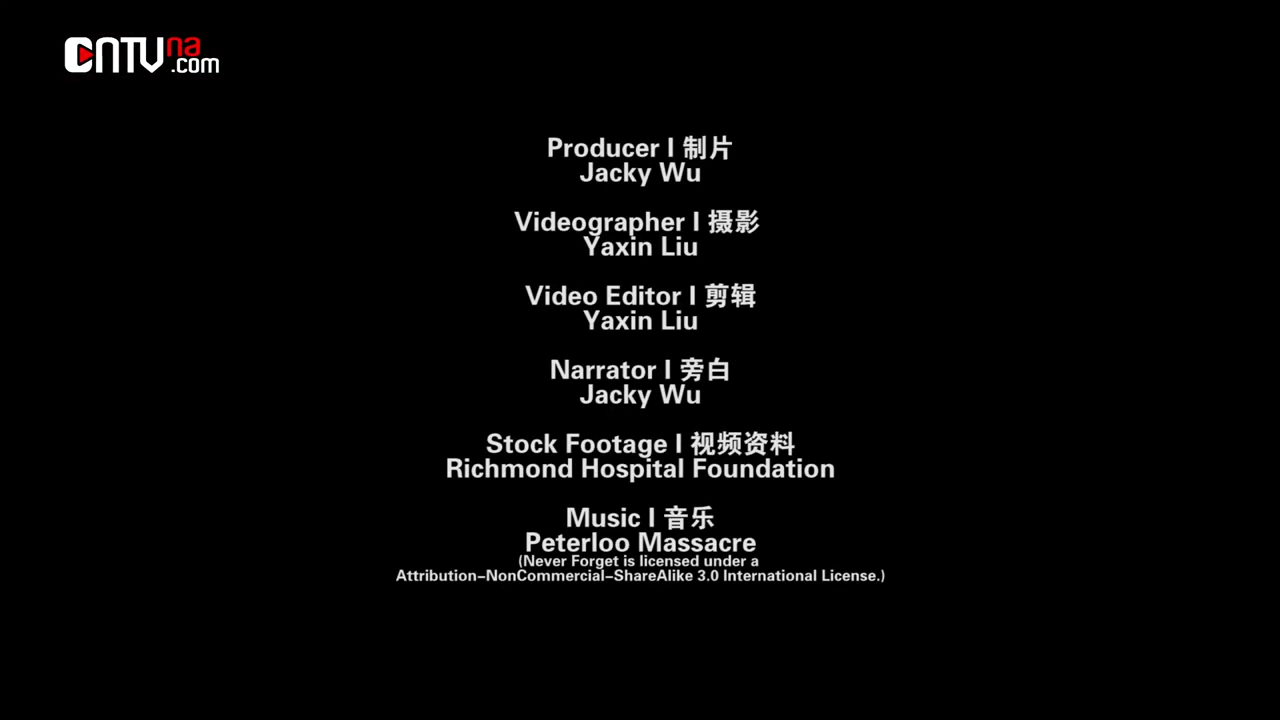 CNTVna
.com
Producer | 制片
Jacky Wu
Videographer | 摄影
Yaxin Liu
Video Editor | 剪辑
Yaxin Liu
Narrator | 旁白
Jacky Wu
Stock Footage | 视频资料
Richmond Hospital Foundation
Music | 音乐
Peterloo Massacre
(Never Forget is licensed under a
Attribution-NonCommercial-ShareAlike 3.0 International License.)